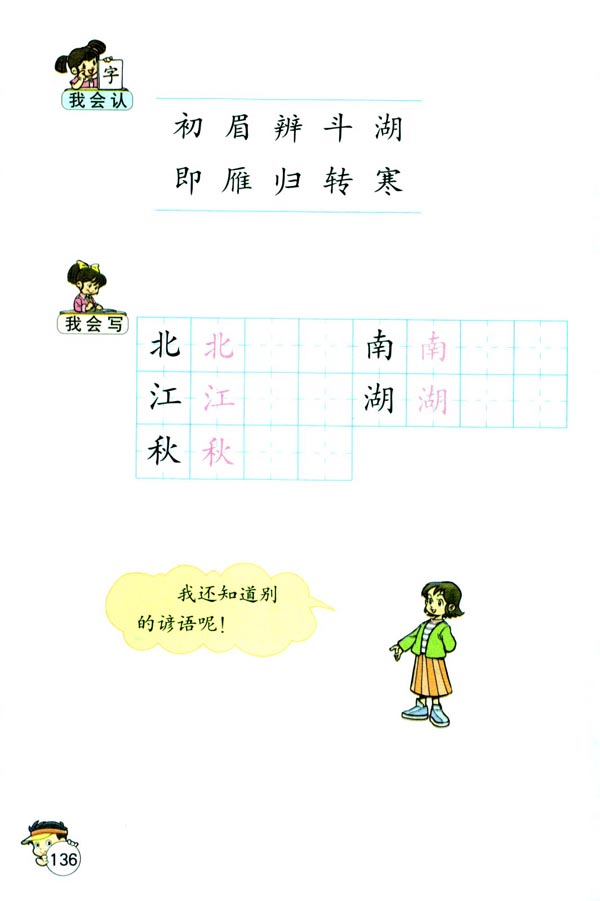 字
我会认
初 眉 辨 斗 湖
即 雁 归 转 寒
我会写
北 北 南 南
江 江 湖 湖
秋 秋
我还知道别
的谚语呢！
136